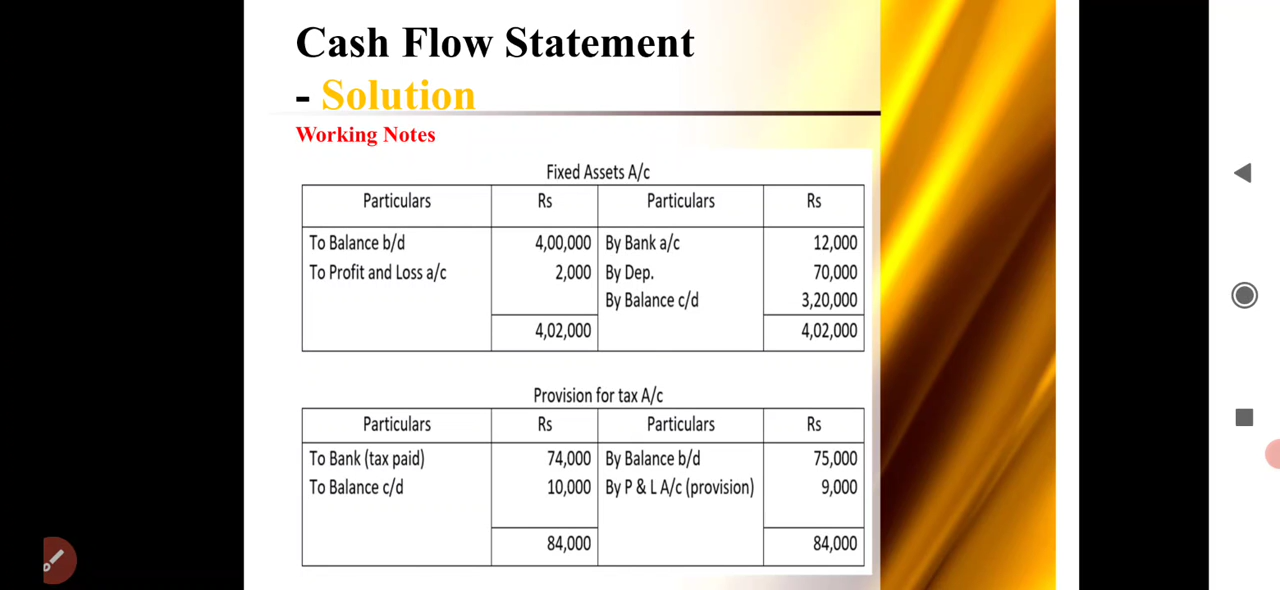 Cash Flow Statement
- Solution
Working Notes
Fixed Assets A/c
Particulars Rs Particulars Rs
To Balance b/d 4,00,000 By Bank a/c 12,000
To Profit and Loss a/c 2,000 By Dep. 70,000
By Balance c/d 3,20,000
4,02,000 4,02,000
Provision for tax A/c
Particulars Rs Particulars Rs
To Bank (tax paid) 74,000 By Balance b/d 75,000
To Balance c/d 10,000 By P & L A/c (provision) 9,000
84,000 84,000